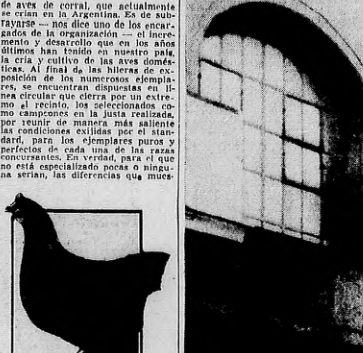 de aves de corral, que actualmente
se crian en la Argentina. Es de sub-
rayarse — nos dice uno de los encar-
gados de la organización — el incre-
mento y desarrollo que en los años
últimos han tenido en nuestro país,
la cria y cultivo de las aves domés-
ticas. Al final de las hileras de ex-
posición de los numerosos ejempla-
res, se encuentran dispuestas en lí-
nea circular que cierra por un extre-
mo el recinto, los seleccionados co-
mo campeones en la justa realizada,
por reunir de manera más saliente
las condiciones exijidas por el stan-
dard, para los ejemplares puros y
perfectos de cada una de las razas
concursantes. En verdad, para el que
no está especializado pocas o ningu-
na serían, las diferencias que mues-